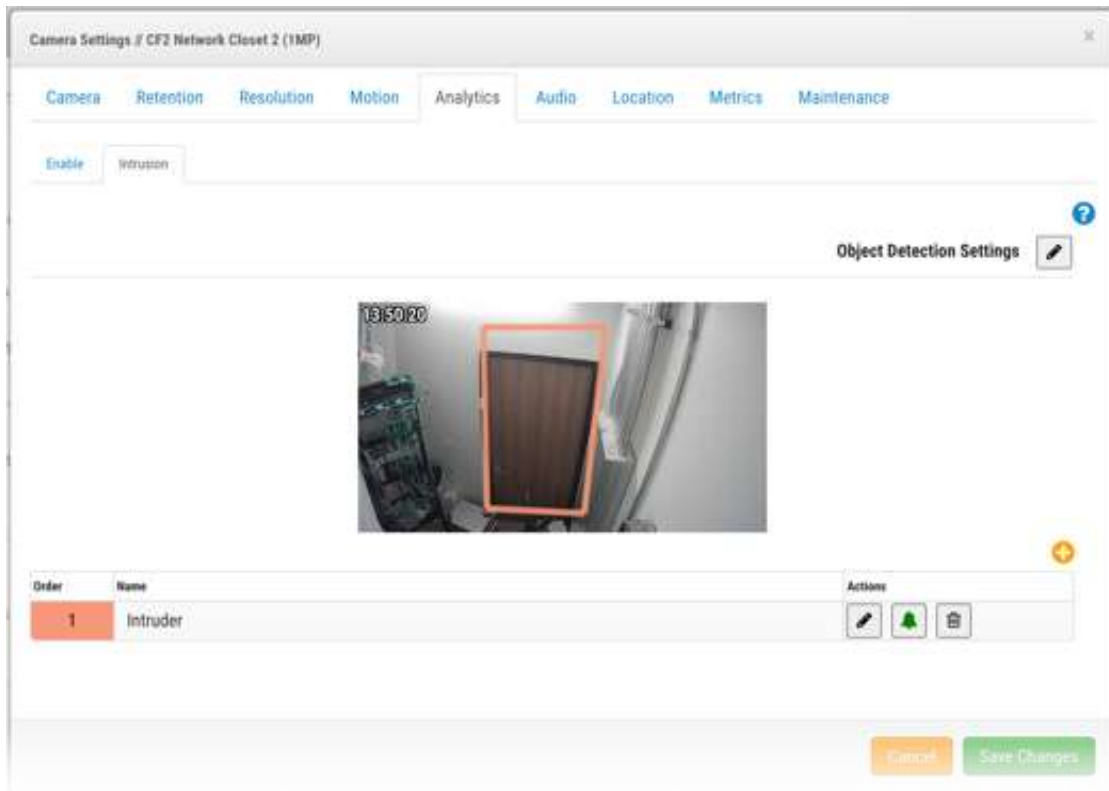 Camera Settings // CF2 Network Closet 2 (1MP)
Camera Retention Resolution Motion Analytics Audio Location Metrics Maintenance
Enable Intrusion
Object Detection Settings
13:50:20
Order Name Actions
1 Intruder
Cancel Save Changes